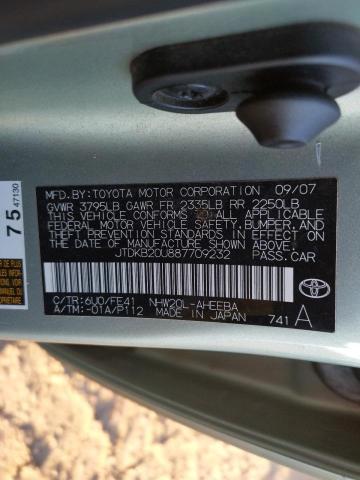 MFD.BY:TOYOTA MOTOR CORPORATION 09/07
GVWR 3795LB GAWR FR 2335LB RR 2250LB
THIS VEHICLE CONFORMS TO ALL APPLICABLE
FEDERAL MOTOR VEHICLE SAFETY,BUMPER,AND
THEFT PREVENTION STANDARDS IN EFFECT ON
THE DATE OF MANUFACTURE SHOWN ABOVE.
JTDKB20U887709232 PASS.CAR
C/TR:6U0/FE41 NHW20L-AHEEBA
A/TM:-01A/P112 MADE IN JAPAN 741 A
TOYOTA
75 47130